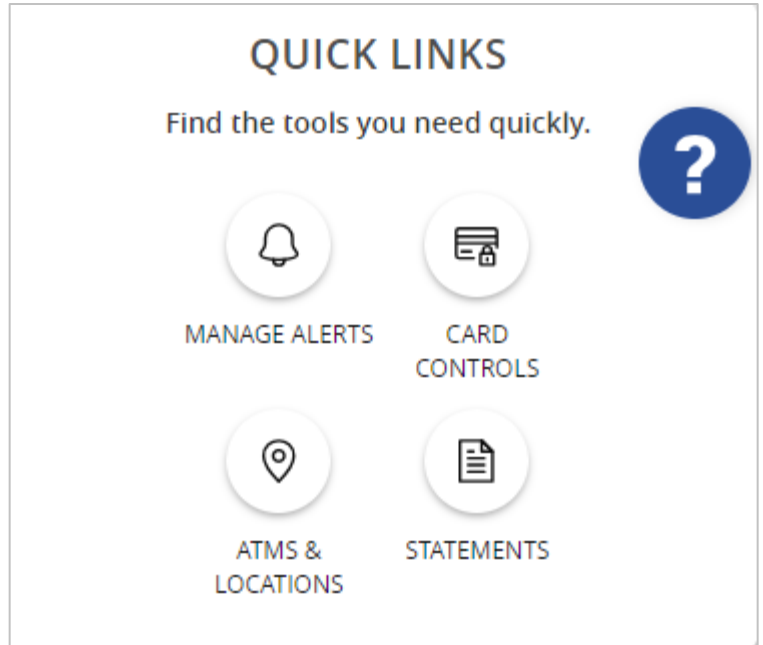 QUICK LINKS
Find the tools you need quickly.
?
MANAGE ALERTS
CARD
CONTROLS
ATMS &
LOCATIONS
STATEMENTS